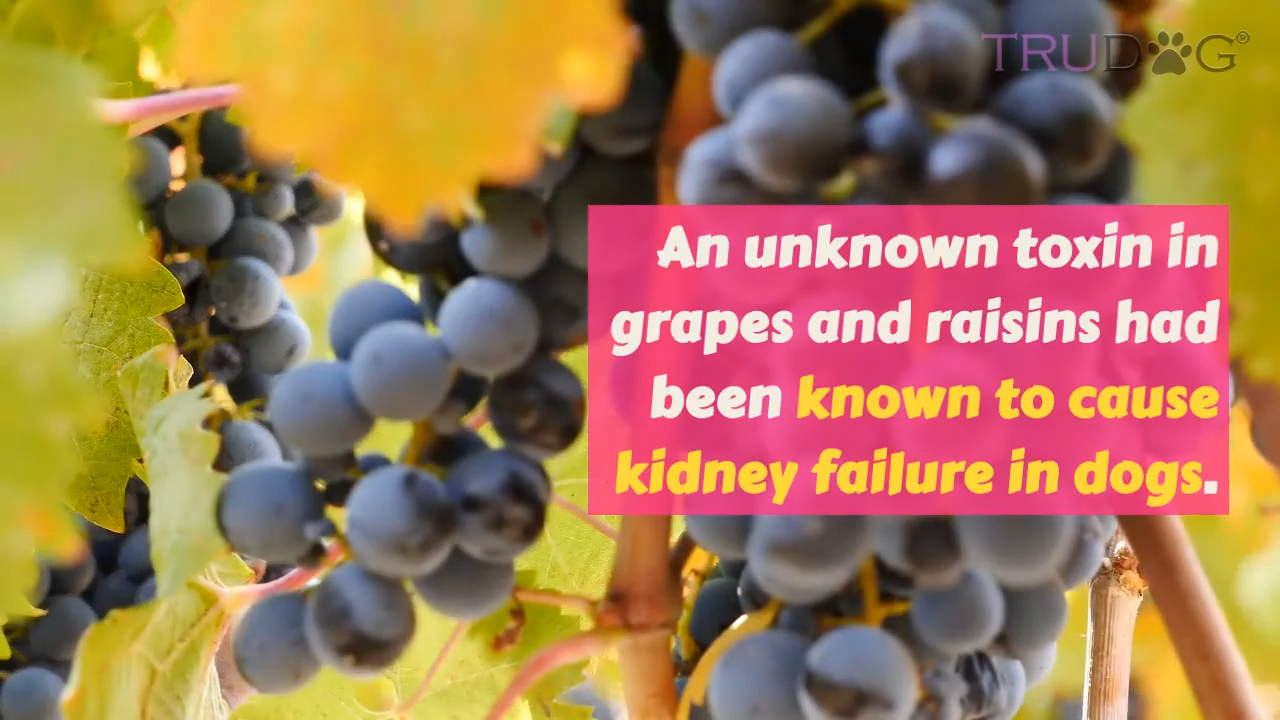 TRUDOG®
An unknown toxin in
grapes and raisins had
been known to cause
kidney failure in dogs.